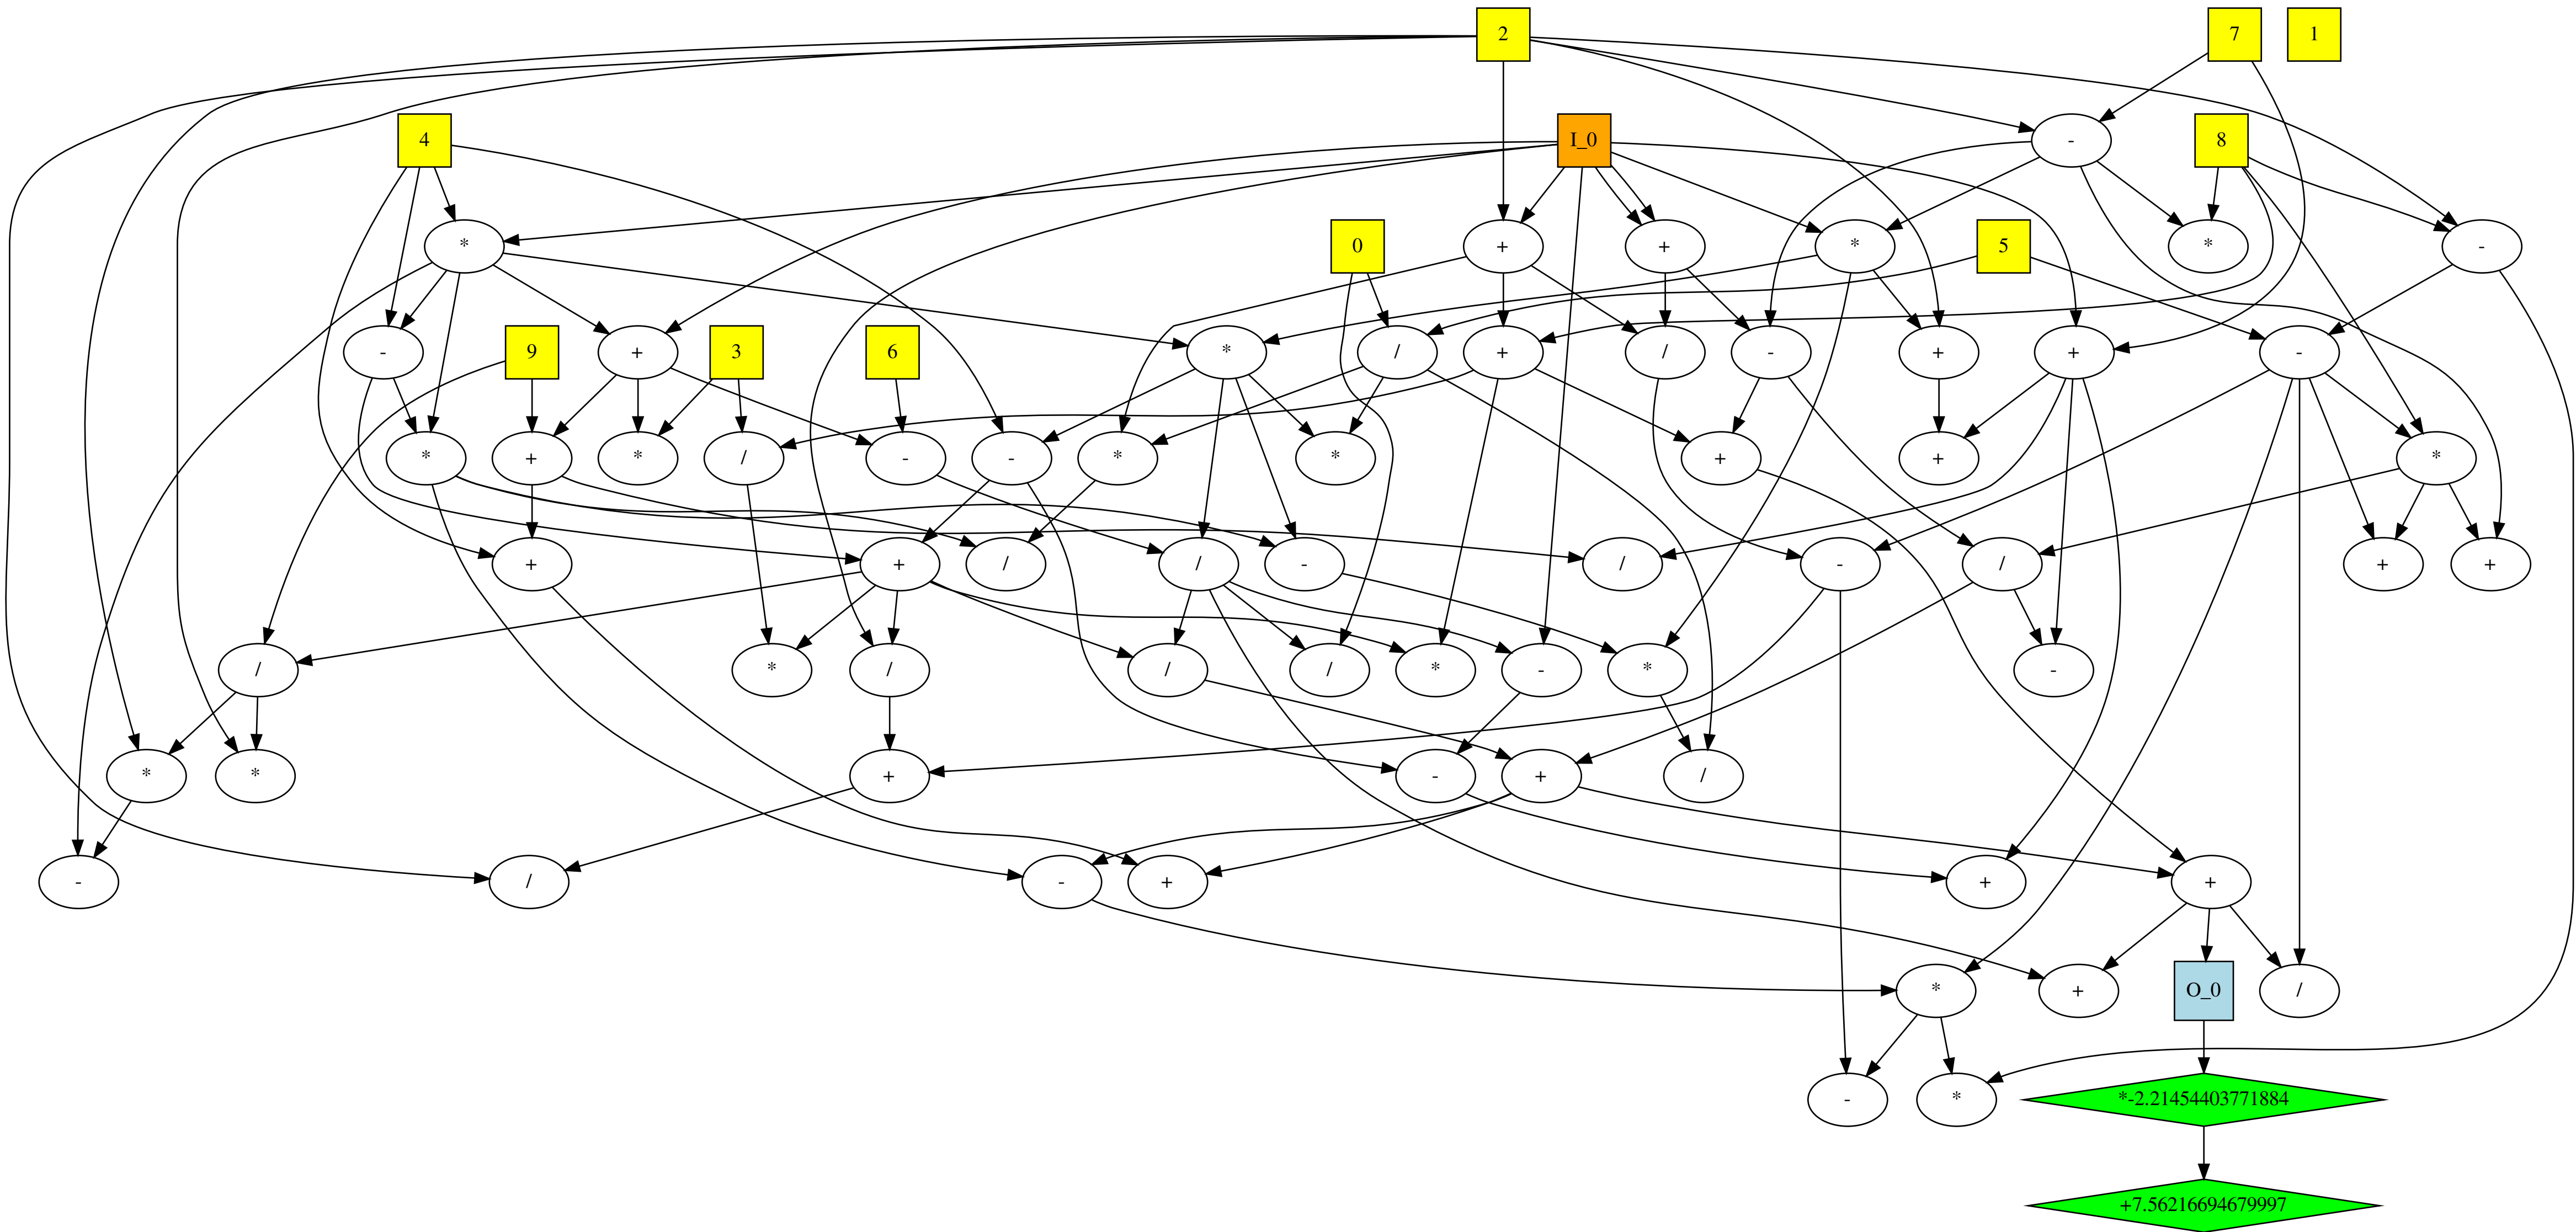 2 7 1
4 I_0 - 8
* 0 + + * 5 * -
- 9 + 3 6 * / + / - + + -
* + * / - - * * + + *
+ + / / - / - / + +
/ * / / / * - * -
* * + - + /
- / - + + +
* + O_0 /
- * *-2.21454403771884
+7.56216694679997